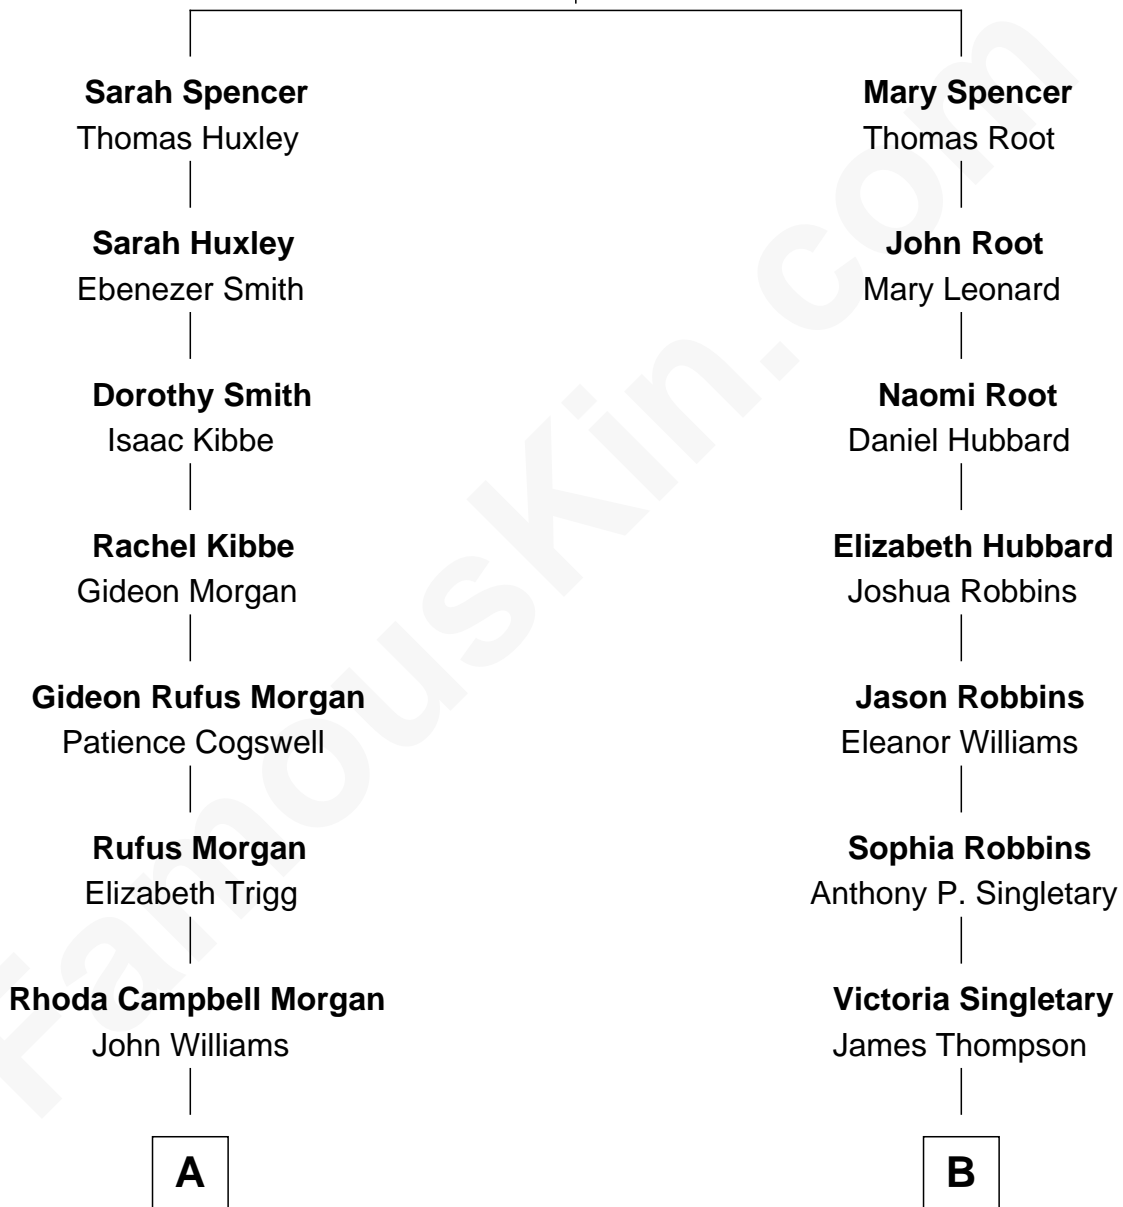 Sarah Spencer
Thomas Huxley
Mary Spencer
Thomas Root
Sarah Huxley
Ebenezer Smith
John Root
Mary Leonard
Dorothy Smith
Isaac Kibbe
Naomi Root
Daniel Hubbard
Rachel Kibbe
Gideon Morgan
Elizabeth Hubbard
Joshua Robbins
Gideon Rufus Morgan
Patience Cogswell
Jason Robbins
Eleanor Williams
Rufus Morgan
Elizabeth Trigg
Sophia Robbins
Anthony P. Singletary
Rhoda Campbell Morgan
John Williams
Victoria Singletary
James Thompson
A
B
FamousKin.com